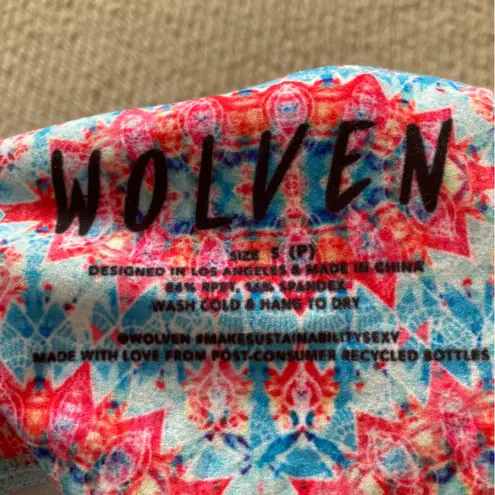 WOLVEN
SIZE S (P)
DESIGNED IN LOS ANGELES & MADE IN CHINA
84% RPET, 16% SPANDEX
WASH COLD & HANG TO DRY
@WOLVEN #MAKESUSTAINABILITYSEXY
MADE WITH LOVE FROM POST-CONSUMER RECYCLED BOTTLES